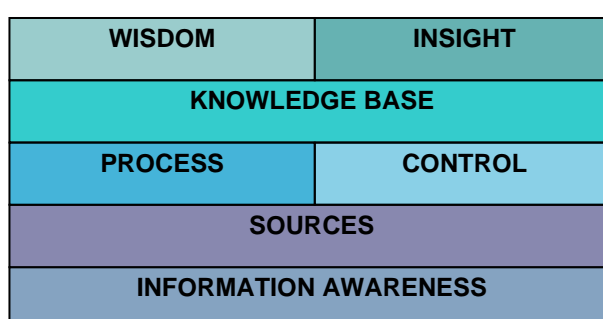 WISDOM INSIGHT
KNOWLEDGE BASE
PROCESS CONTROL
SOURCES
INFORMATION AWARENESS